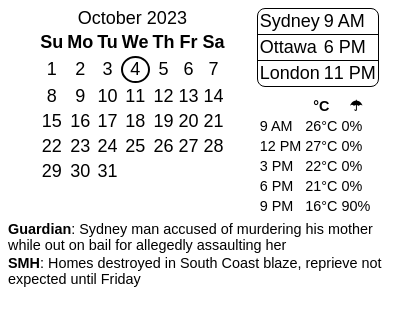 October 2023
Su Mo Tu We Th Fr Sa
1 2 3 4 5 6 7
8 9 10 11 12 13 14
15 16 17 18 19 20 21
22 23 24 25 26 27 28
29 30 31
Sydney 9 AM
Ottawa 6 PM
London 11 PM
°C ☂
9 AM 26°C 0%
12 PM 27°C 0%
3 PM 22°C 0%
6 PM 21°C 0%
9 PM 16°C 90%
Guardian: Sydney man accused of murdering his mother
while out on bail for allegedly assaulting her
SMH: Homes destroyed in South Coast blaze, reprieve not
expected until Friday